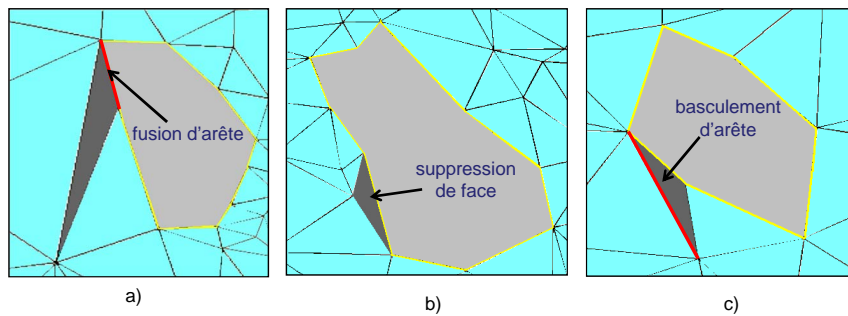 fusion d'arête
suppression
de face
basculement
d'arête
a)
b)
c)